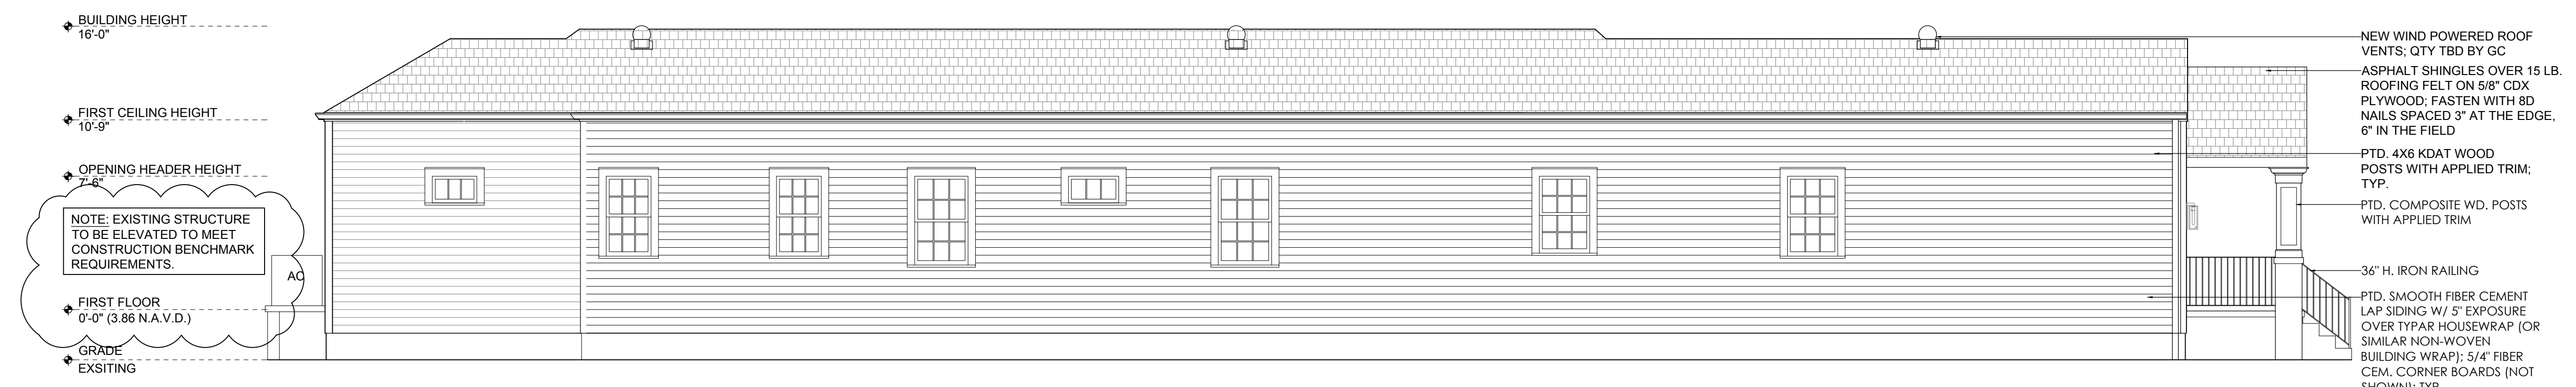 BUILDING HEIGHT
16'-0"
FIRST CEILING HEIGHT
10'-9"
OPENING HEADER HEIGHT
7'-6"
NOTE: EXISTING STRUCTURE
TO BE ELEVATED TO MEET
CONSTRUCTION BENCHMARK
REQUIREMENTS.
AC
FIRST FLOOR
0'-0" (3.86 N.A.V.D.)
GRADE
EXSITING
NEW WIND POWERED ROOF
VENTS; QTY TBD BY GC
ASPHALT SHINGLES OVER 15 LB.
ROOFING FELT ON 5/8" CDX
PLYWOOD; FASTEN WITH 8D
NAILS SPACED 3" AT THE EDGE,
6" IN THE FIELD
PTD. 4X6 KDAT WOOD
POSTS WITH APPLIED TRIM;
TYP.
PTD. COMPOSITE WD. POSTS
WITH APPLIED TRIM
36" H. IRON RAILING
PTD. SMOOTH FIBER CEMENT
LAP SIDING W/ 5" EXPOSURE
OVER TYPAR HOUSEWRAP (OR
SIMILAR NON-WOVEN
BUILDING WRAP); 5/4" FIBER
CEM. CORNER BOARDS (NOT
SHOWN); TYP